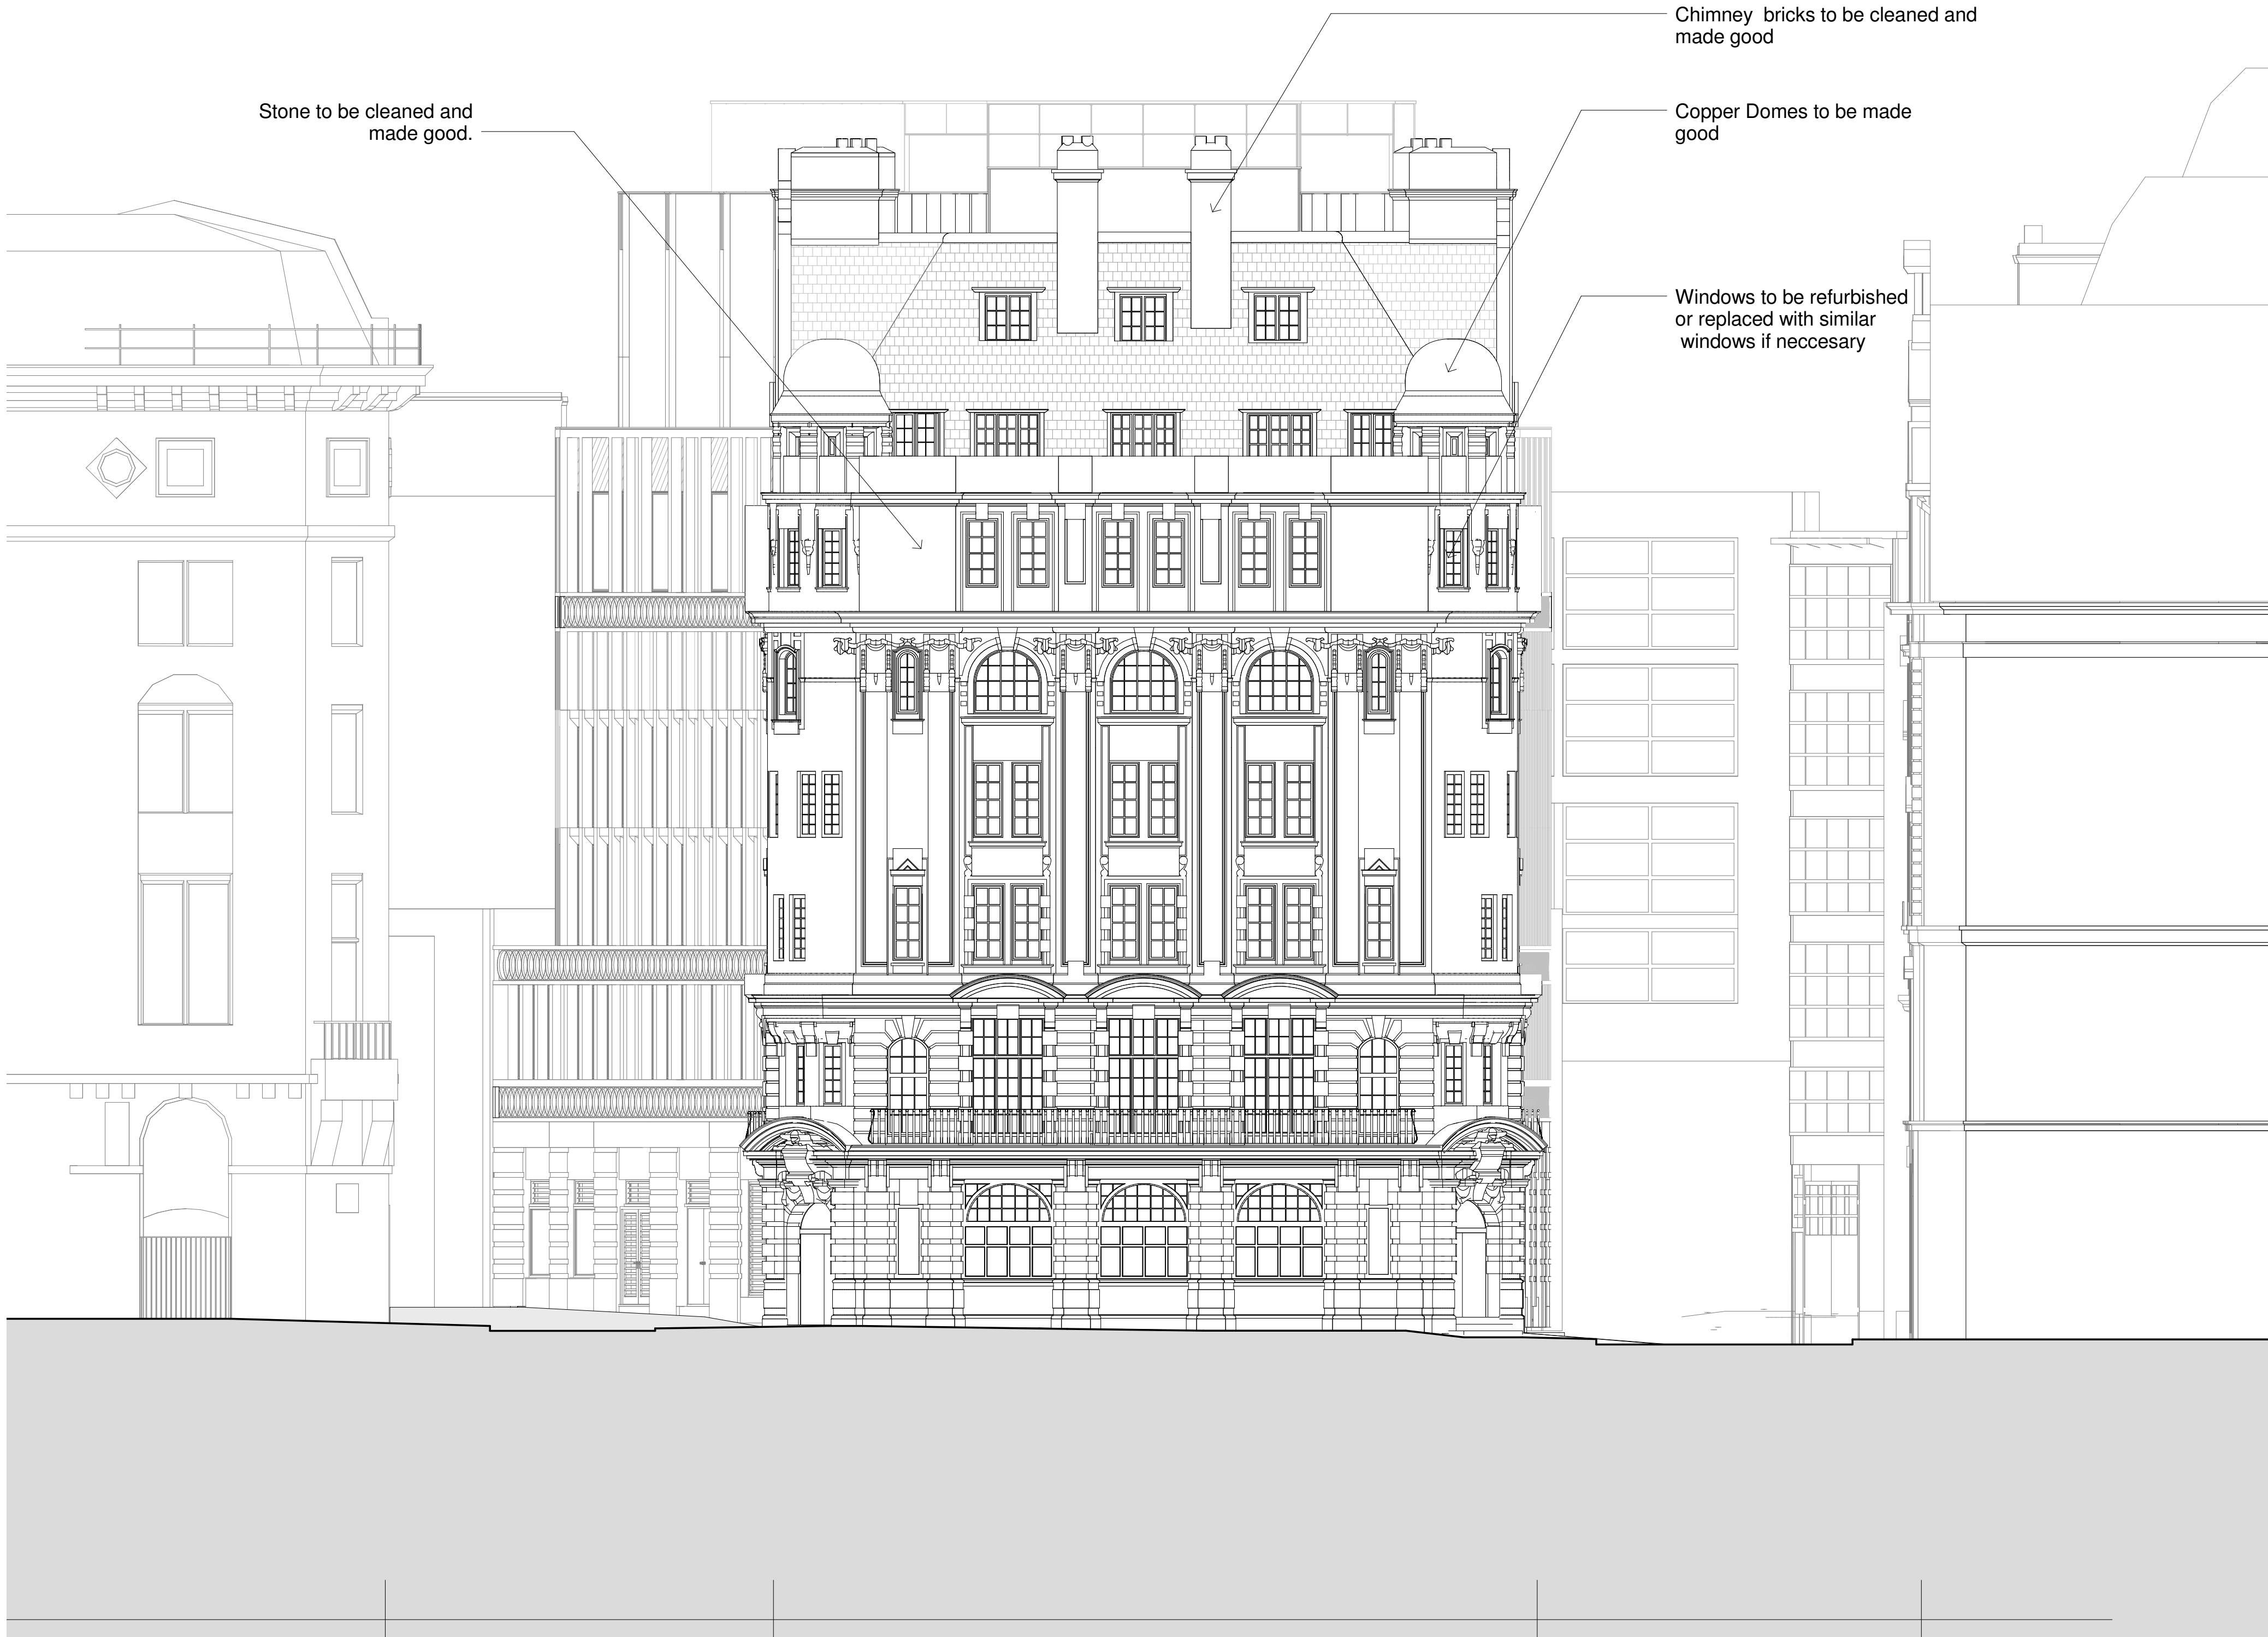 Chimney  bricks to be cleaned and
made good
Stone to be cleaned and
made good.
Copper Domes to be made
good
Windows to be refurbished
or replaced with similar
windows if neccesary